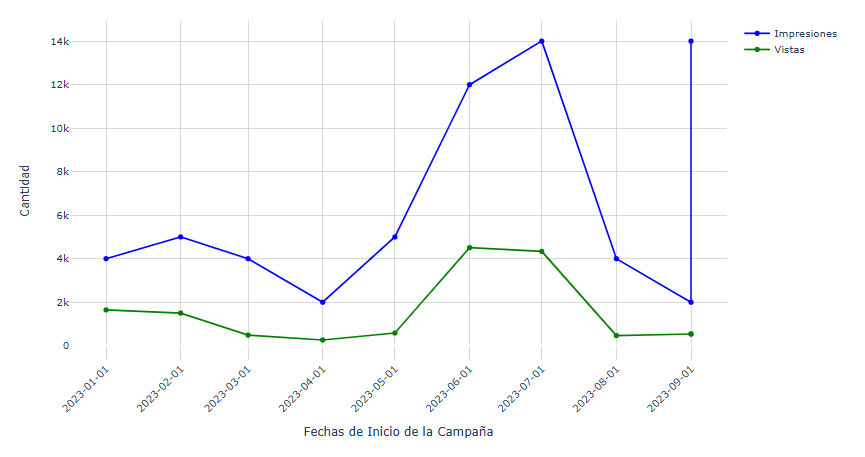 14k
12k
10k
8k
6k
4k
2k
0
Cantidad
2023-01-01
2023-02-01
2023-03-01
2023-04-01
2023-05-01
2023-06-01
2023-07-01
2023-08-01
2023-09-01
Fechas de Inicio de la Campaña
Impresiones
Vistas